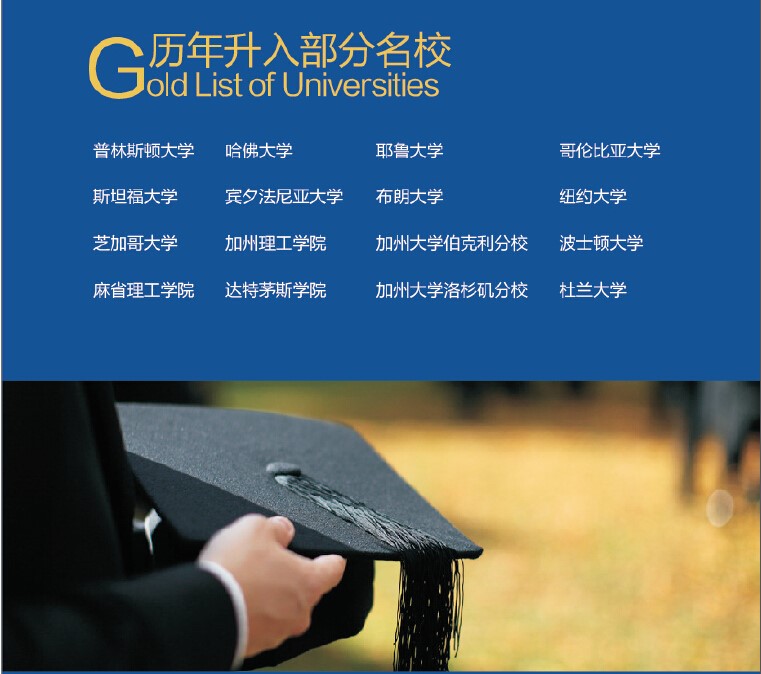 历年升入部分名校
Gold List of Universities
普林斯顿大学 哈佛大学 耶鲁大学 哥伦比亚大学
斯坦福大学 宾夕法尼亚大学 布朗大学 纽约大学
芝加哥大学 加州理工学院 加州大学伯克利分校 波士顿大学
麻省理工学院 达特茅斯学院 加州大学洛杉矶分校 杜兰大学